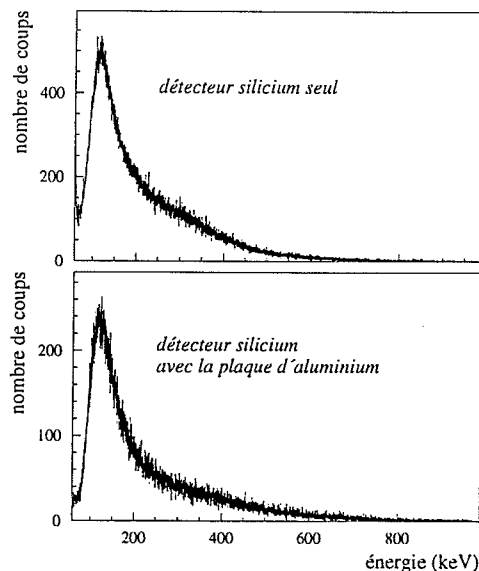 nombre de coups
400
200
0
détecteur silicium seul
nombre de coups
200
100
0
détecteur silicium
avec la plaque d´aluminium
200
400
600
800
énergie (keV)